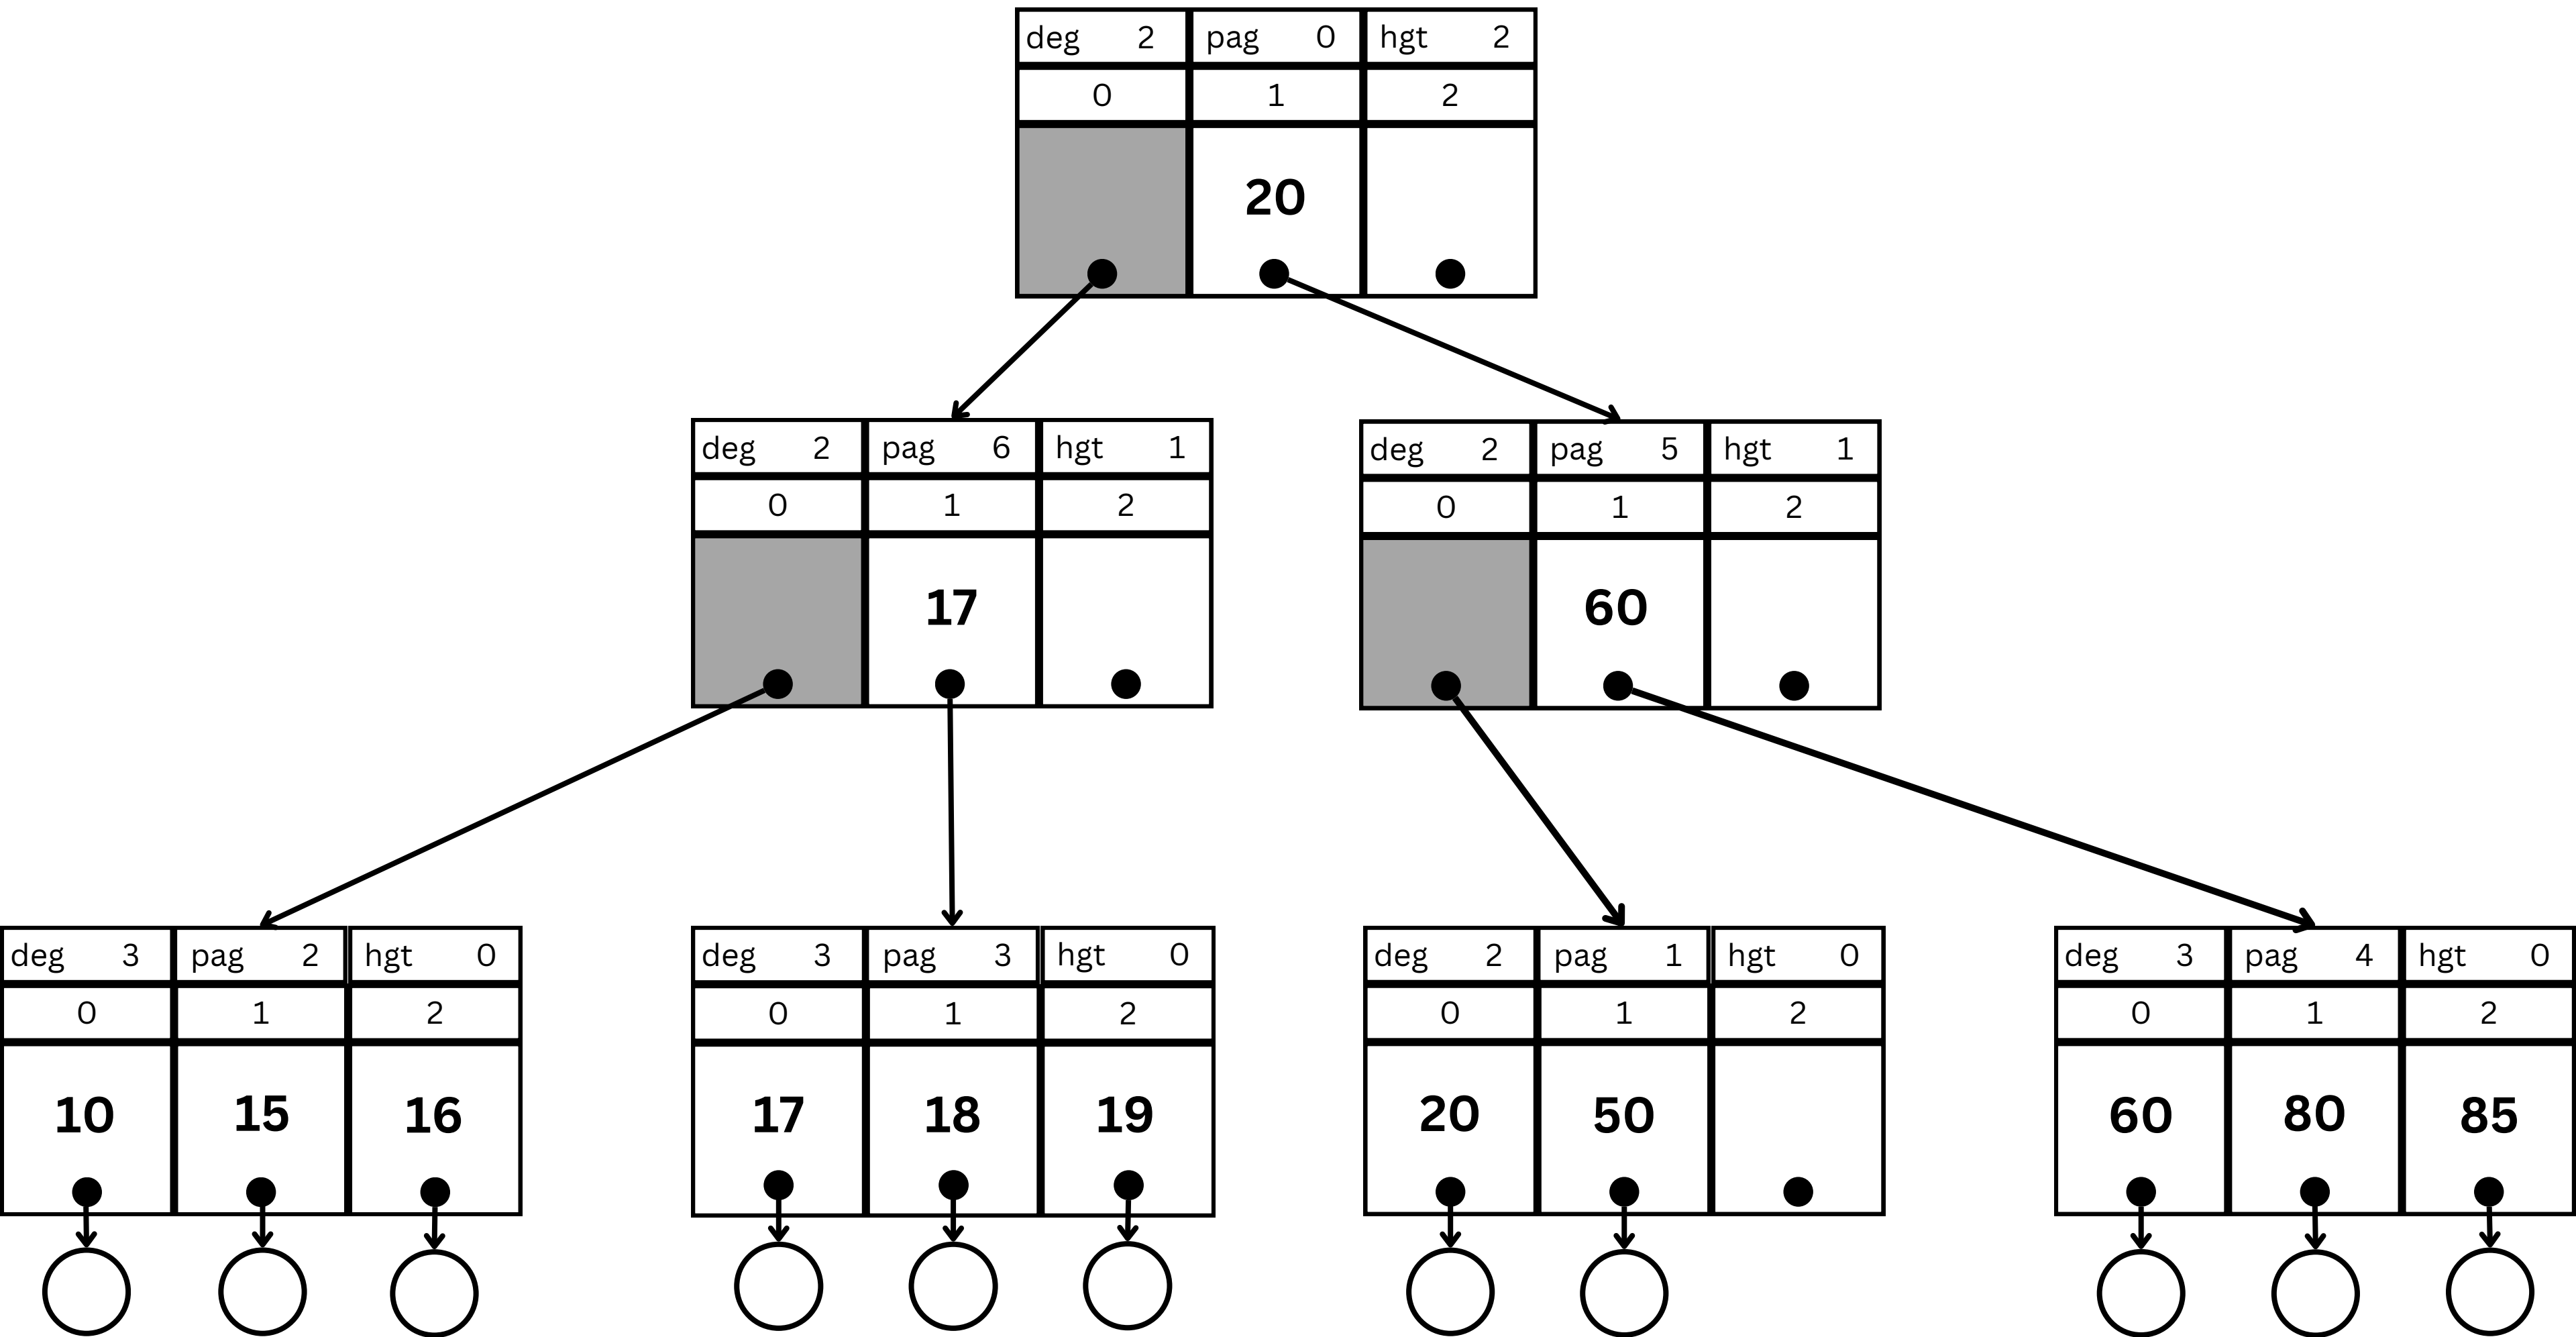 deg 2 pag 0 hgt 2
0 1 2
20
deg 2 pag 6 hgt 1
0 1 2
17
deg 2 pag 5 hgt 1
0 1 2
60
deg 3 pag 2 hgt 0
0 1 2
10 15 16
deg 3 pag 3 hgt 0
0 1 2
17 18 19
deg 2 pag 1 hgt 0
0 1 2
20 50
deg 3 pag 4 hgt 0
0 1 2
60 80 85